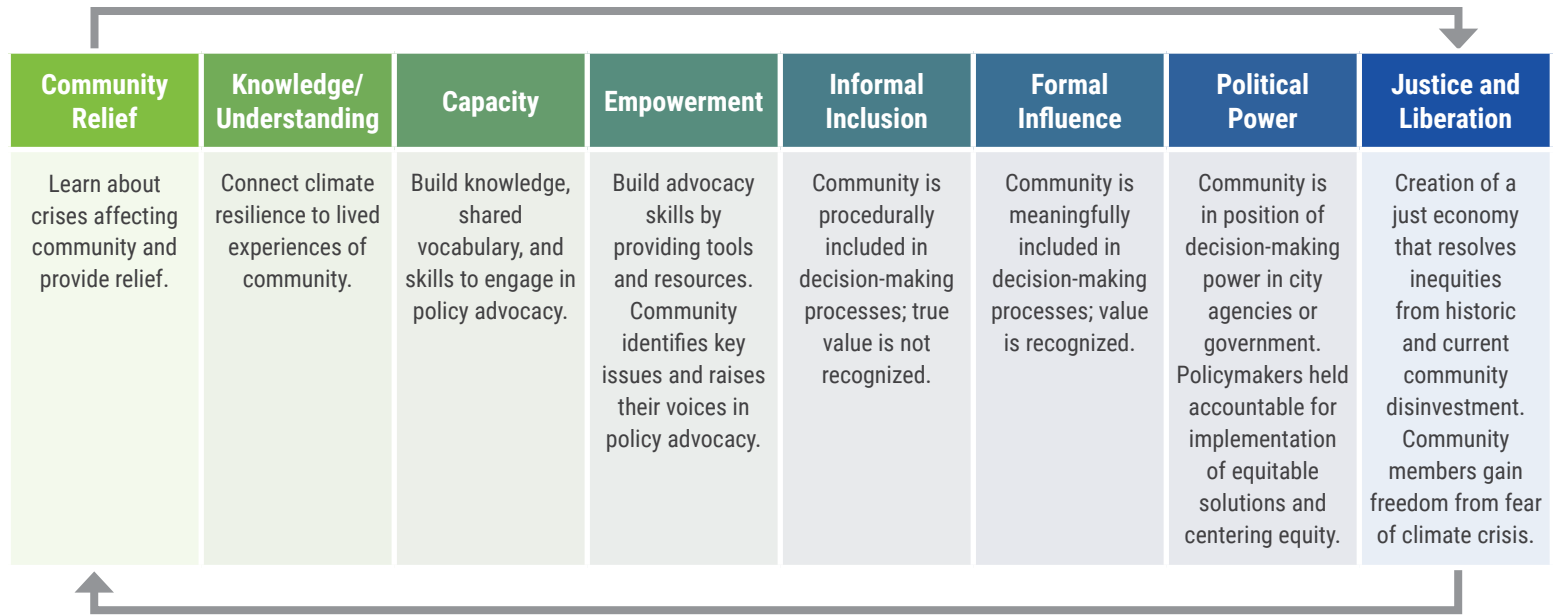 Community
Relief
Knowledge/
Understanding
Capacity
Empowerment
Informal
Inclusion
Formal
Influence
Political
Power
Justice and
Liberation
Learn about
crises affecting
community and
provide relief.
Connect climate
resilience to lived
experiences of
community.
Build knowledge,
shared
vocabulary, and
skills to engage in
policy advocacy.
Build advocacy
skills by
providing tools
and resources.
Community
identifies key
issues and raises
their voices in
policy advocacy.
Community is
procedurally
included in
decision-making
processes; true
value is not
recognized.
Community is
meaningfully
included in
decision-making
processes; value
is recognized.
Community is
in position of
decision-making
power in city
agencies or
government.
Policymakers held
accountable for
implementation
of equitable
solutions and
centering equity.
Creation of a
just economy
that resolves
inequities
from historic
and current
community
disinvestment.
Community
members gain
freedom from fear
of climate crisis.